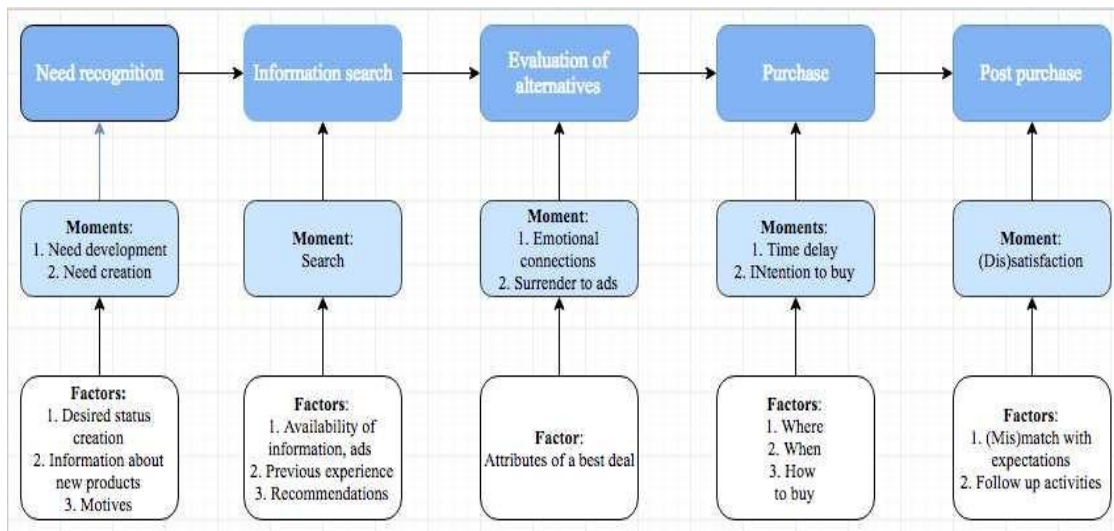 Need recognition
Information search
Evaluation of
alternatives
Purchase
Post purchase
Moments:
1. Need development
2. Need creation
Moment:
Search
Moment:
1. Emotional
connections
2. Surrender to ads
Moments:
1. Time delay
2. INtention to buy
Moment:
(Dis)satisfaction
Factors:
1. Desired status
creation
2. Information about
new products
3. Motives
Factors:
1. Availability of
information, ads
2. Previous experience
3. Recommendations
Factor:
Attributes of a best deal
Factors:
1. Where
2. When
3. How
to buy
Factors:
1. (Mis)match with
expectations
2. Follow up activities